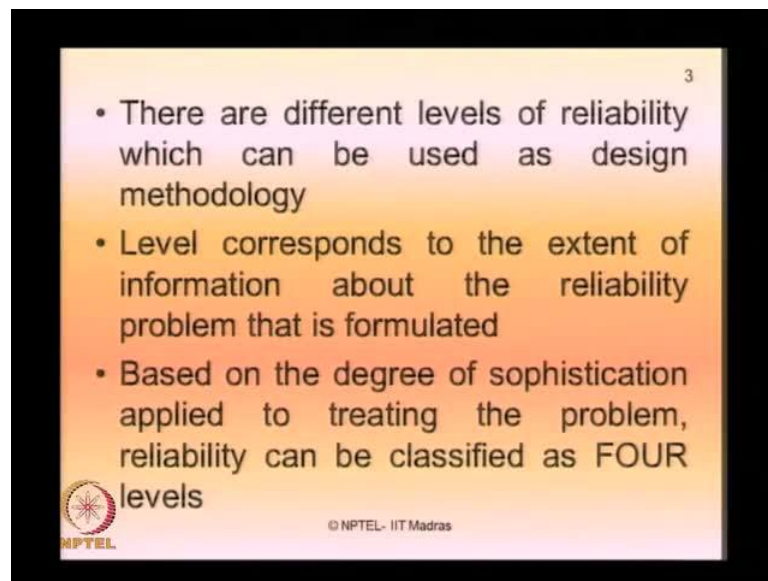 3
• There are different levels of reliability
which can be used as design
methodology
• Level corresponds to the extent of
information about the reliability
problem that is formulated
• Based on the degree of sophistication
applied to treating the problem,
reliability can be classified as FOUR
levels
NPTEL
© NPTEL- IIT Madras